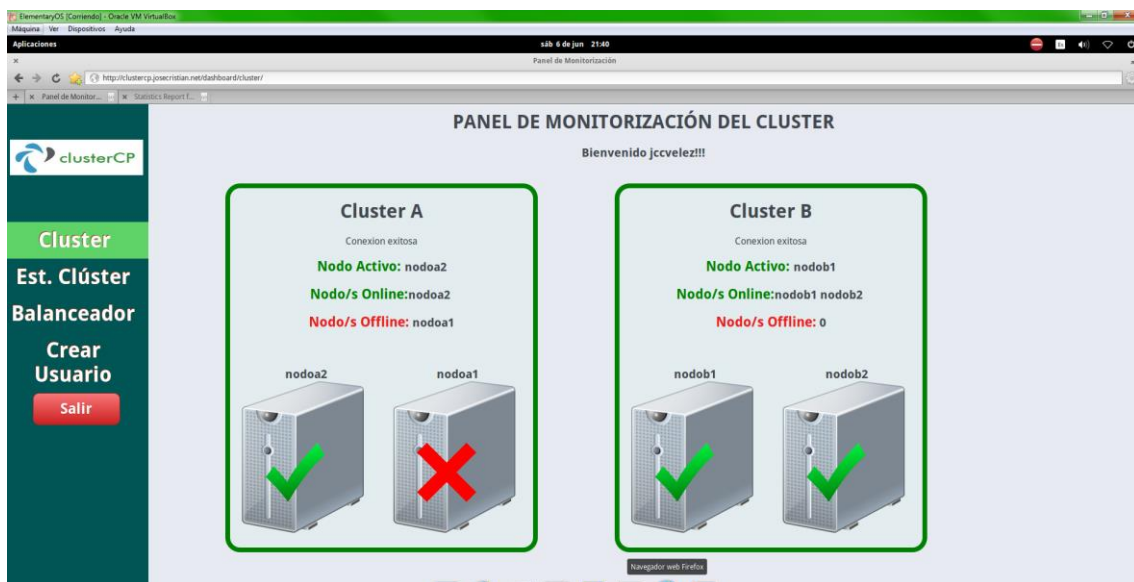 ElementaryOS [Corriendo] - Oracle VM VirtualBox
Máquina Ver Dispositivos Ayuda
Aplicaciones sáb 6 de jun 21:40 Es
Panel de Monitorización
http://clustercp.josecristian.net/dashboard/cluster/
Panel de Monitor... Statistics Report f...
clusterCP
Cluster
Est. Clúster
Balanceador
Crear
Usuario
Salir
PANEL DE MONITORIZACIÓN DEL CLUSTER
Bienvenido jccvelez!!!
Cluster A
Conexion exitosa
Nodo Activo: nodoa2
Nodo/s Online:nodoa2
Nodo/s Offline: nodoa1
nodoa2 nodoa1
Cluster B
Conexion exitosa
Nodo Activo: nodob1
Nodo/s Online:nodob1 nodob2
Nodo/s Offline: 0
nodob1 nodob2
Navegador web Firefox